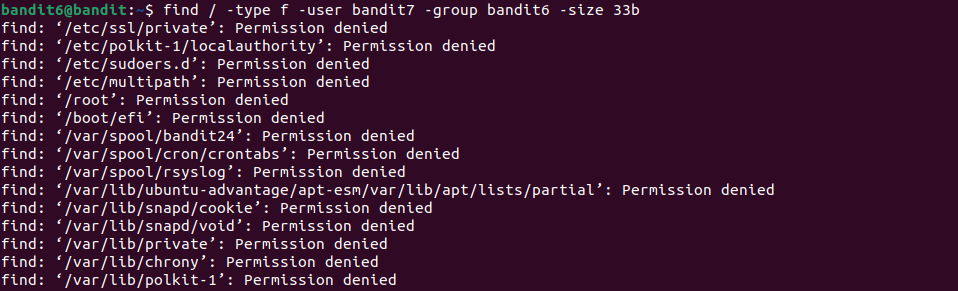 bandit6@bandit:~$ find / -type f -user bandit7 -group bandit6 -size 33b
find: ‘/etc/ssl/private’: Permission denied
find: ‘/etc/polkit-1/localauthority’: Permission denied
find: ‘/etc/sudoers.d’: Permission denied
find: ‘/etc/multipath’: Permission denied
find: ‘/root’: Permission denied
find: ‘/boot/efi’: Permission denied
find: ‘/var/spool/bandit24’: Permission denied
find: ‘/var/spool/cron/crontabs’: Permission denied
find: ‘/var/spool/rsyslog’: Permission denied
find: ‘/var/lib/ubuntu-advantage/apt-esm/var/lib/apt/lists/partial’: Permission denied
find: ‘/var/lib/snapd/cookie’: Permission denied
find: ‘/var/lib/snapd/void’: Permission denied
find: ‘/var/lib/private’: Permission denied
find: ‘/var/lib/chrony’: Permission denied
find: ‘/var/lib/polkit-1’: Permission denied